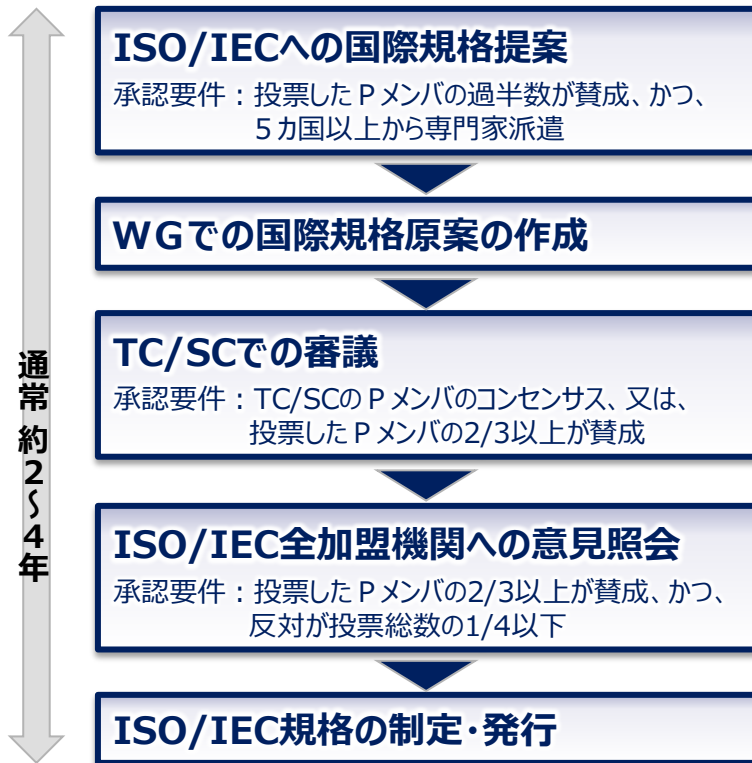 ISO/IECへの国際規格提案
承認要件：投票したＰメンバの過半数が賛成、かつ、
５カ国以上から専門家派遣
ＷＧでの国際規格原案の作成
TC/SCでの審議
承認要件：TC/SCのＰメンバのコンセンサス、又は、
投票したＰメンバの2/3以上が賛成
ISO/IEC全加盟機関への意見照会
承認要件：投票したＰメンバの2/3以上が賛成、かつ、
反対が投票総数の1/4以下
ISO/IEC規格の制定・発行
通常 約２～４年